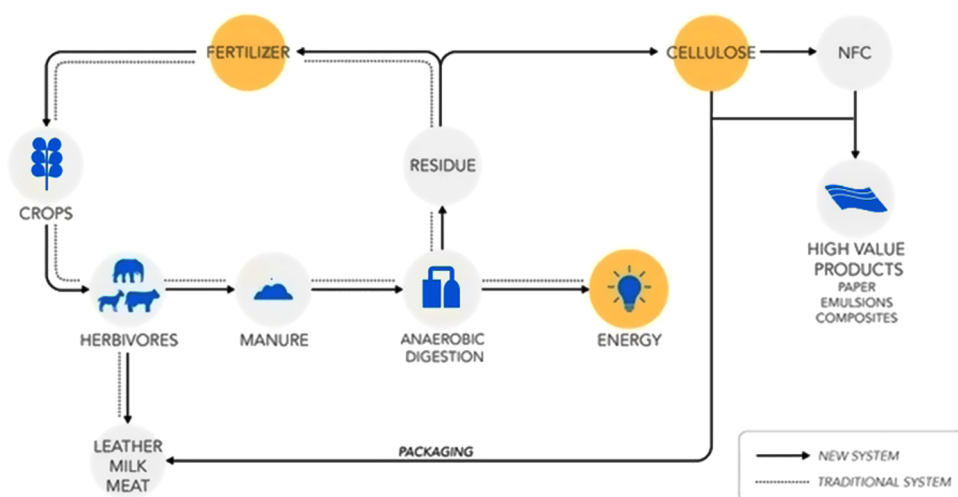 FERTILIZER
CELLULOSE
NFC
RESIDUE
CROPS
HIGH VALUE
PRODUCTS
PAPER
EMULSIONS
COMPOSITES
HERBIVORES
MANURE
ANAEROBIC
DIGESTION
ENERGY
LEATHER
MILK
MEAT
PACKAGING
NEW SYSTEM
TRADITIONAL SYSTEM